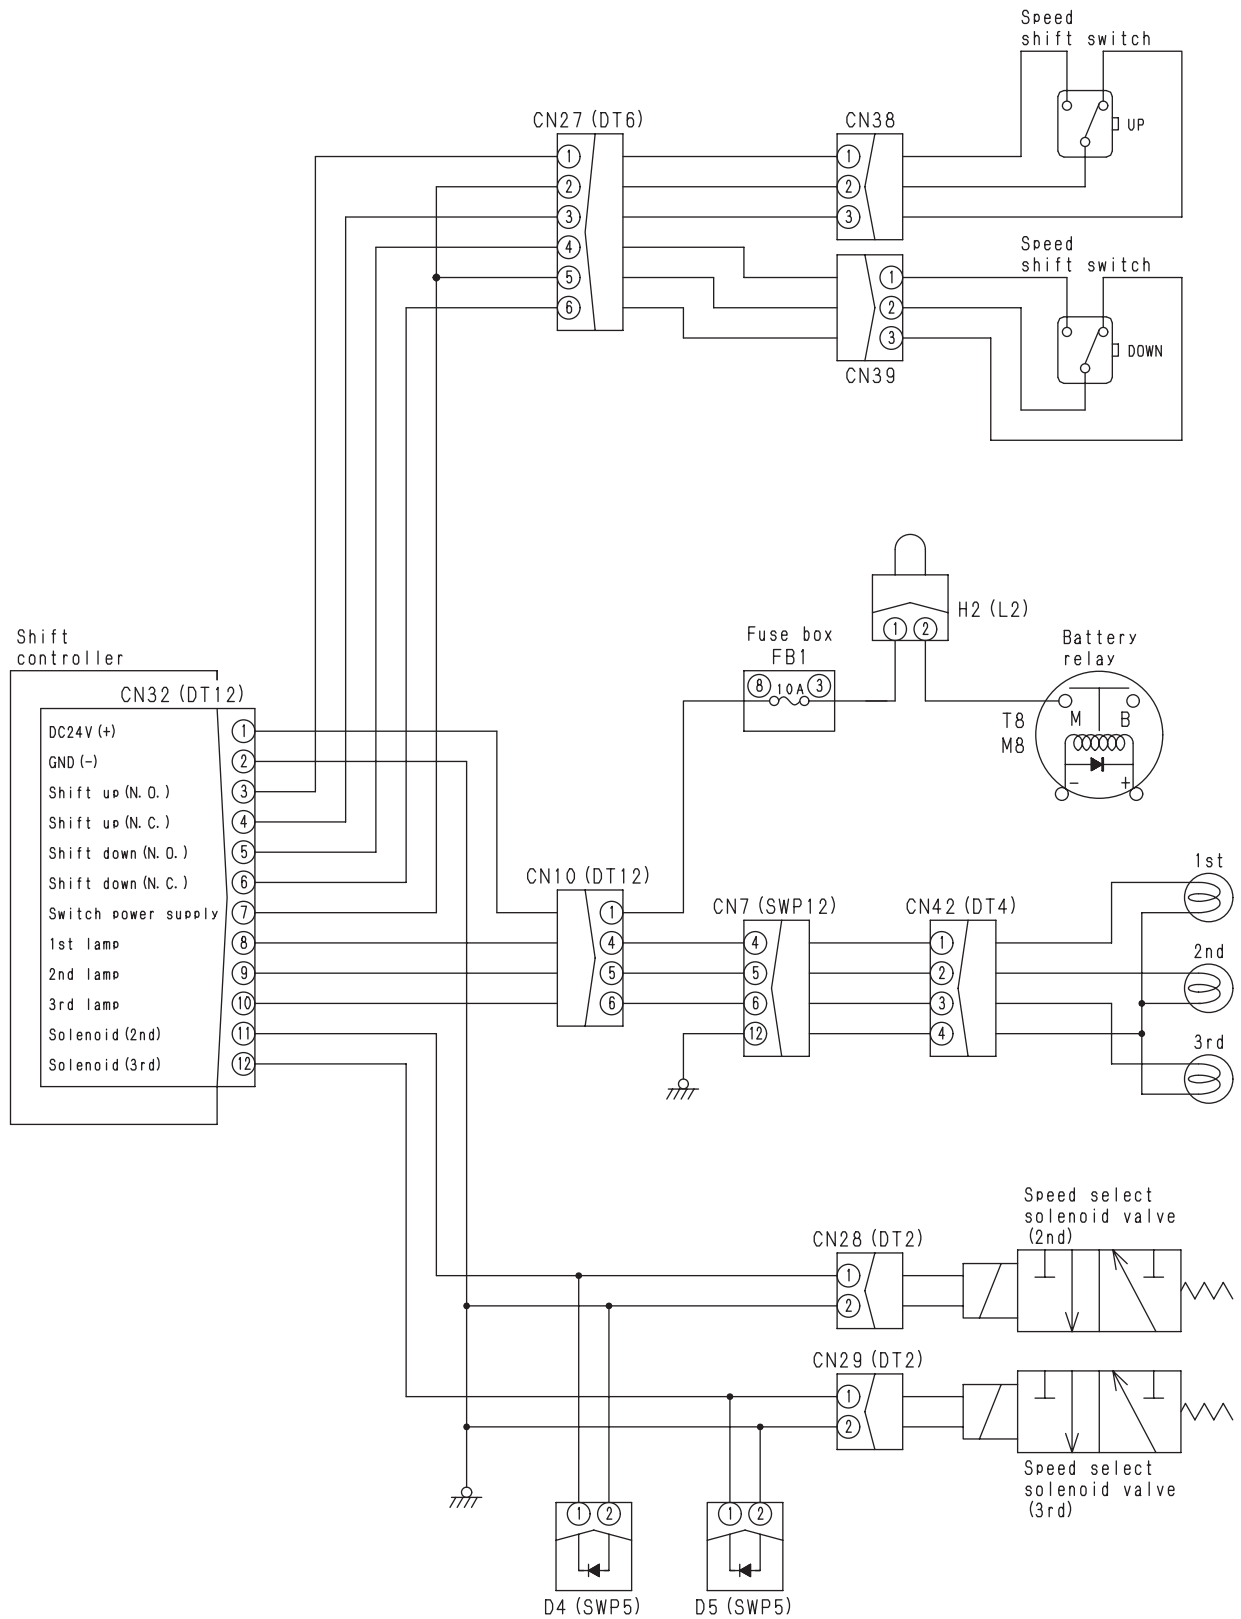 Speed
shift switch
UP
CN27 (DT6)
CN38
1
2
3
4
5
6
1
2
3
Speed
shift switch
DOWN
1
2
3
CN39
H2 (L2)
1
2
Fuse box
FB1
8
10A
3
Battery
relay
T8
M8
M
B
-
+
Shift
controller
CN32 (DT12)
DC24V (+)
1
GND (-)
2
Shift up (N.O.)
3
Shift up (N.C.)
4
Shift down (N.O.)
5
Shift down (N.C.)
6
Switch power supply
7
1st lamp
8
2nd lamp
9
3rd lamp
10
Solenoid (2nd)
11
Solenoid (3rd)
12
CN10 (DT12)
1
4
5
6
CN7 (SWP12)
4
5
6
12
CN42 (DT4)
1
2
3
4
1st
2nd
3rd
Speed select
solenoid valve
(2nd)
CN28 (DT2)
1
2
CN29 (DT2)
1
2
Speed select
solenoid valve
(3rd)
1
2
D4 (SWP5)
1
2
D5 (SWP5)